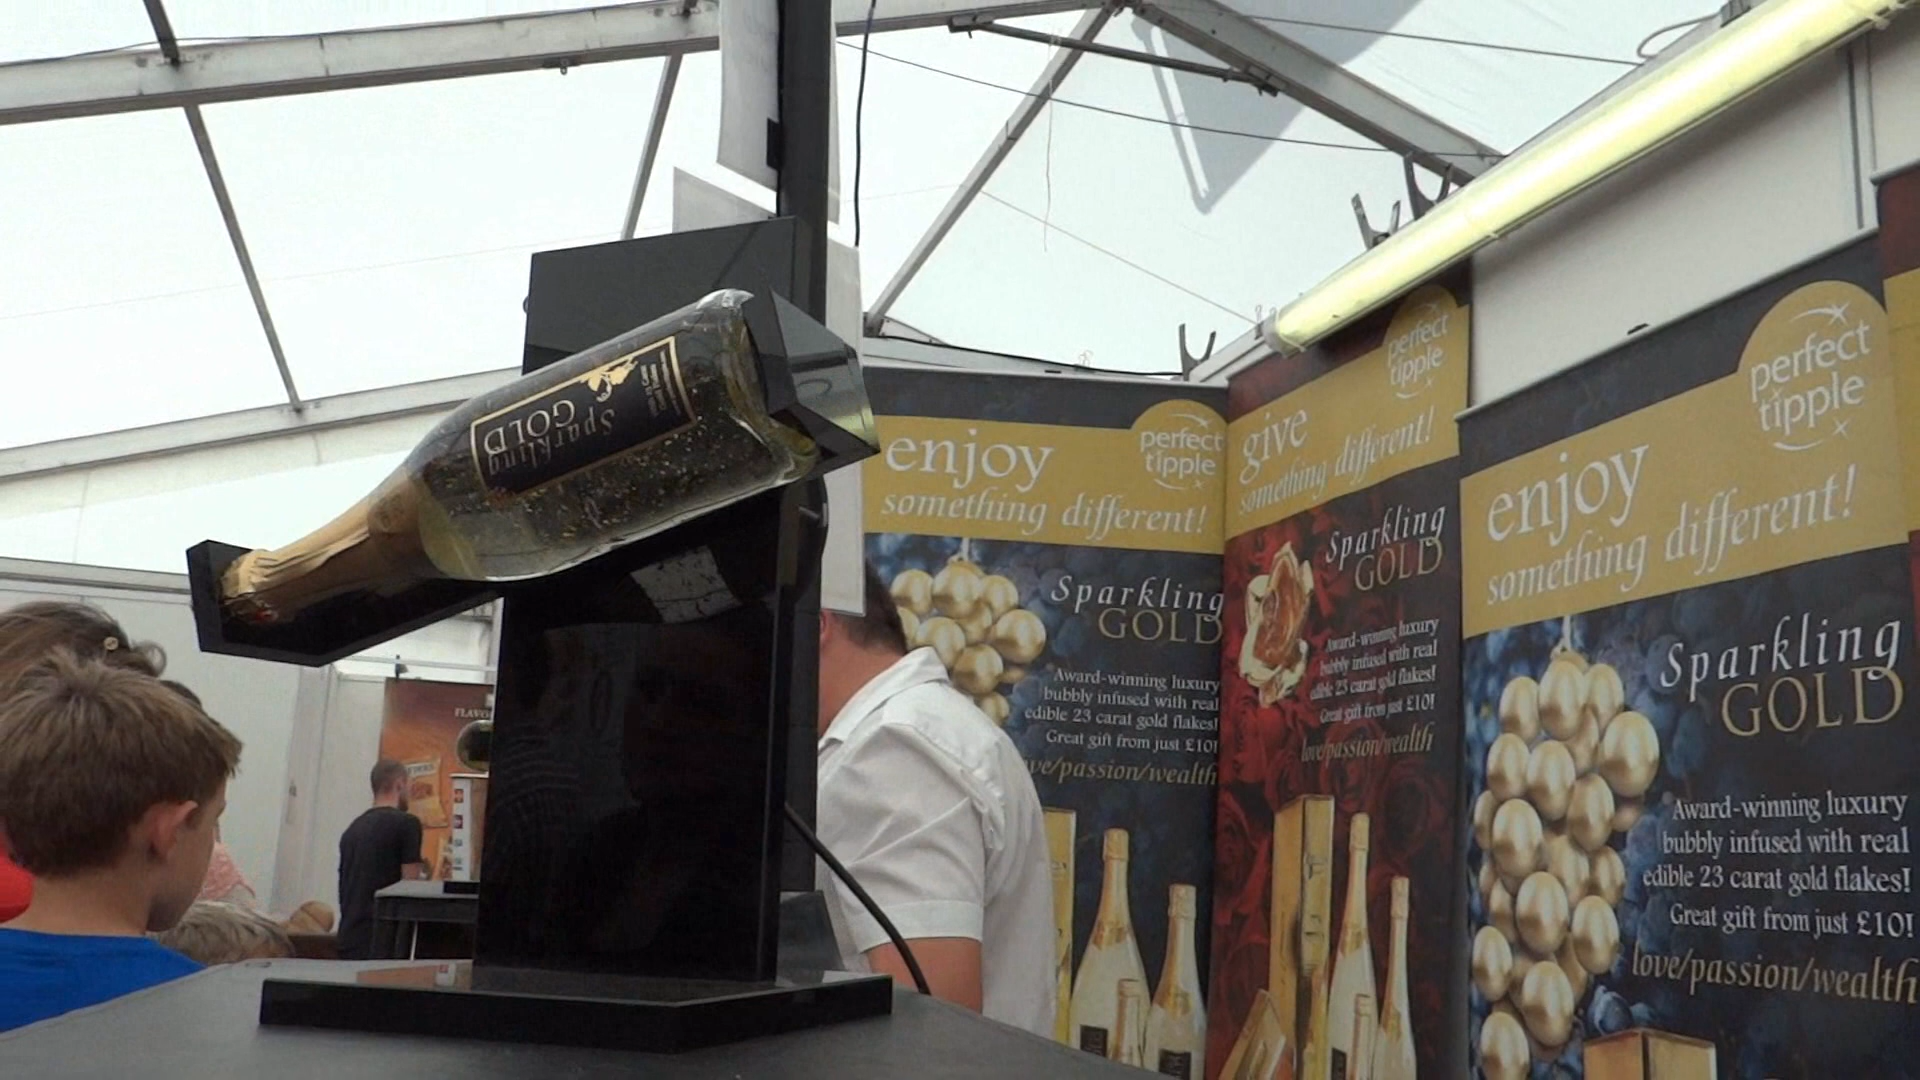 Sparkling
GOLD
enjoy
something different!
perfect
tipple
Sparkling
GOLD
Award-winning luxury
bubbly infused with real
edible 23 carat gold flakes!
Great gift from just £10!
love/passion/wealth
give
something different!
perfect
tipple
Sparkling
GOLD
Award-winning luxury
bubbly infused with real
edible 23 carat gold flakes!
Great gift from just £10!
love/passion/wealth
enjoy
something different!
perfect
tipple
Sparkling
GOLD
Award-winning luxury
bubbly infused with real
edible 23 carat gold flakes!
Great gift from just £10!
love/passion/wealth